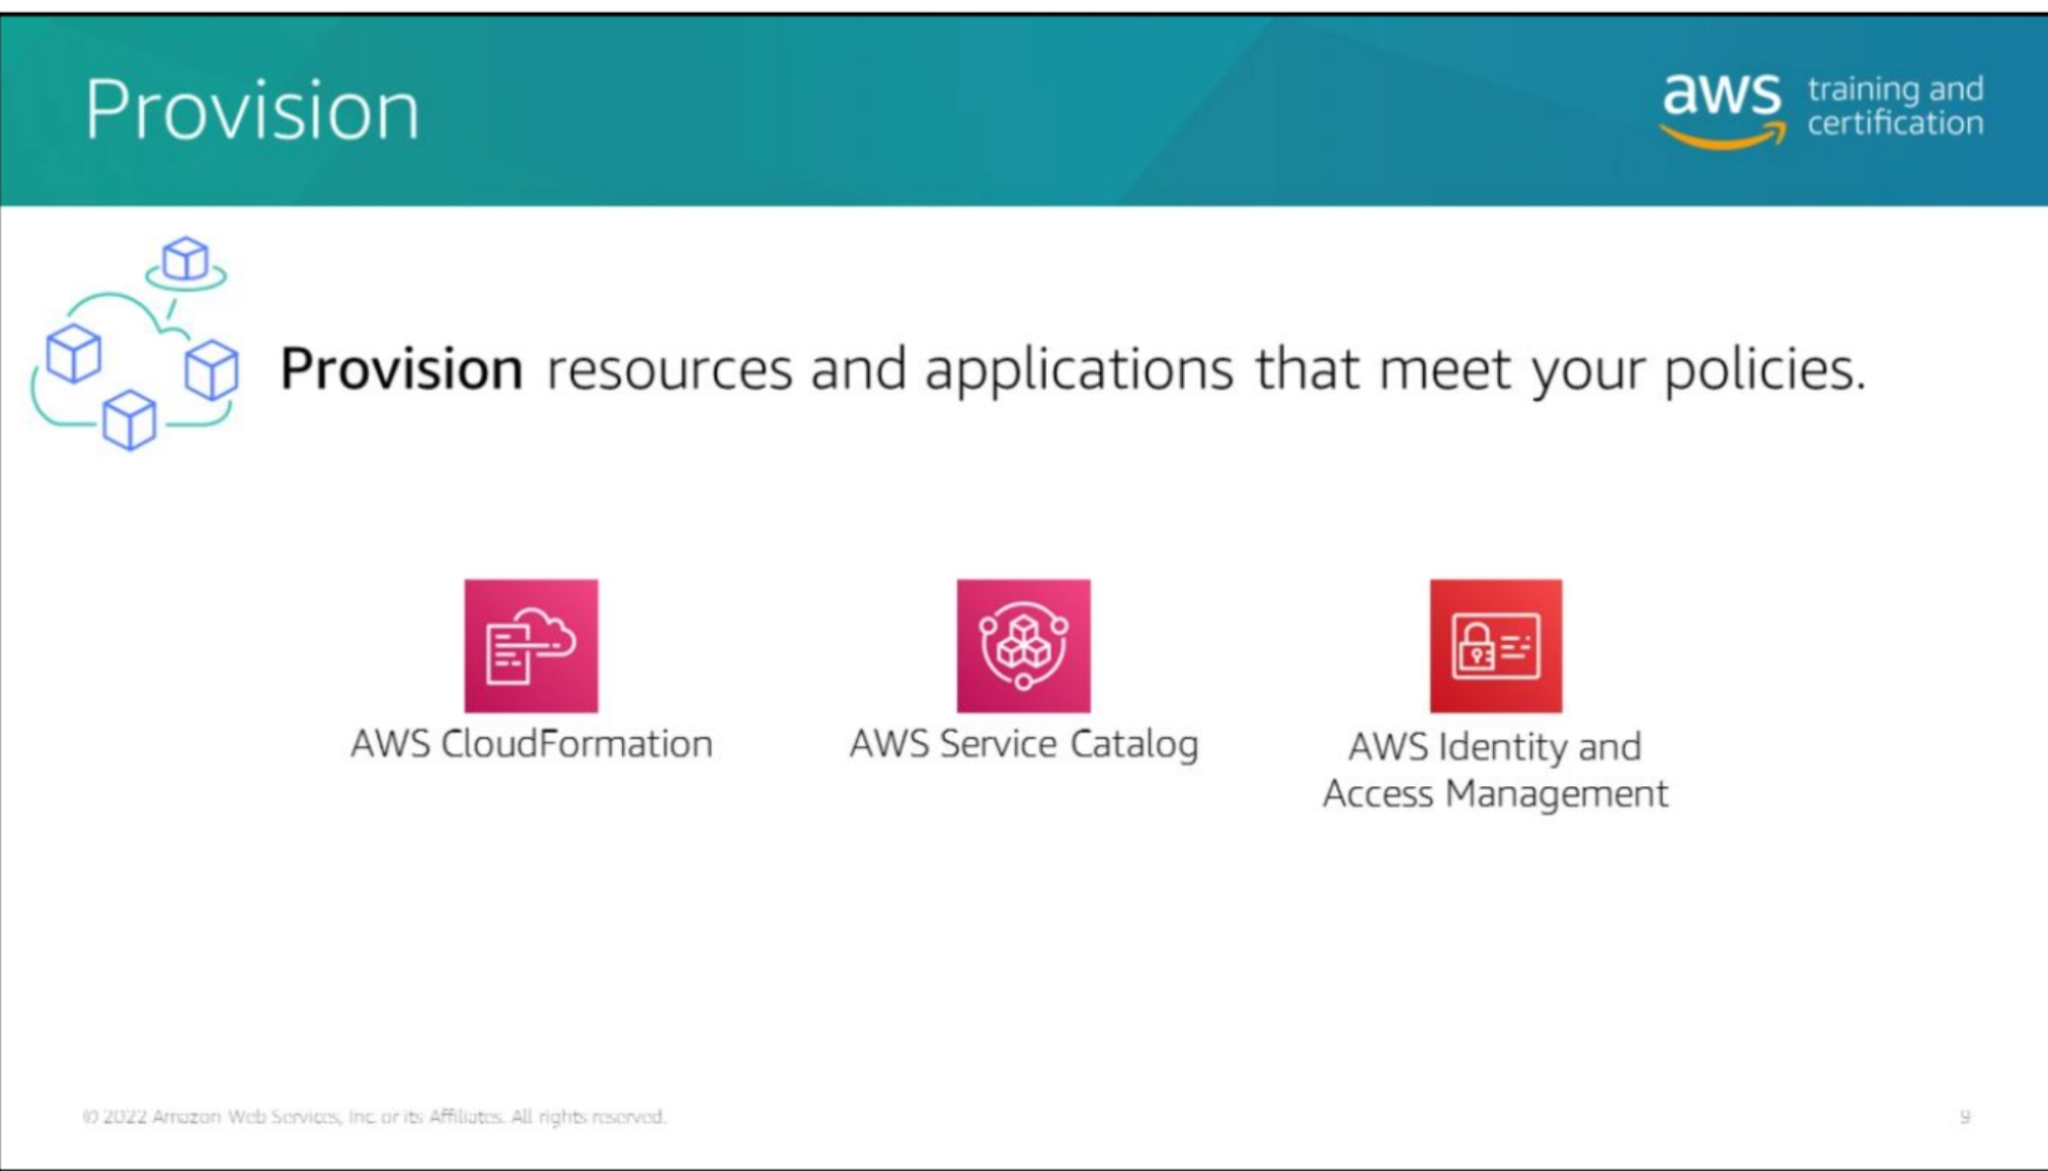 Provision
aws training and
certification
Provision resources and applications that meet your policies.
AWS CloudFormation
AWS Service Catalog
AWS Identity and
Access Management
© 2022 Amazon Web Services, Inc. or its Affiliates. All rights reserved.
9